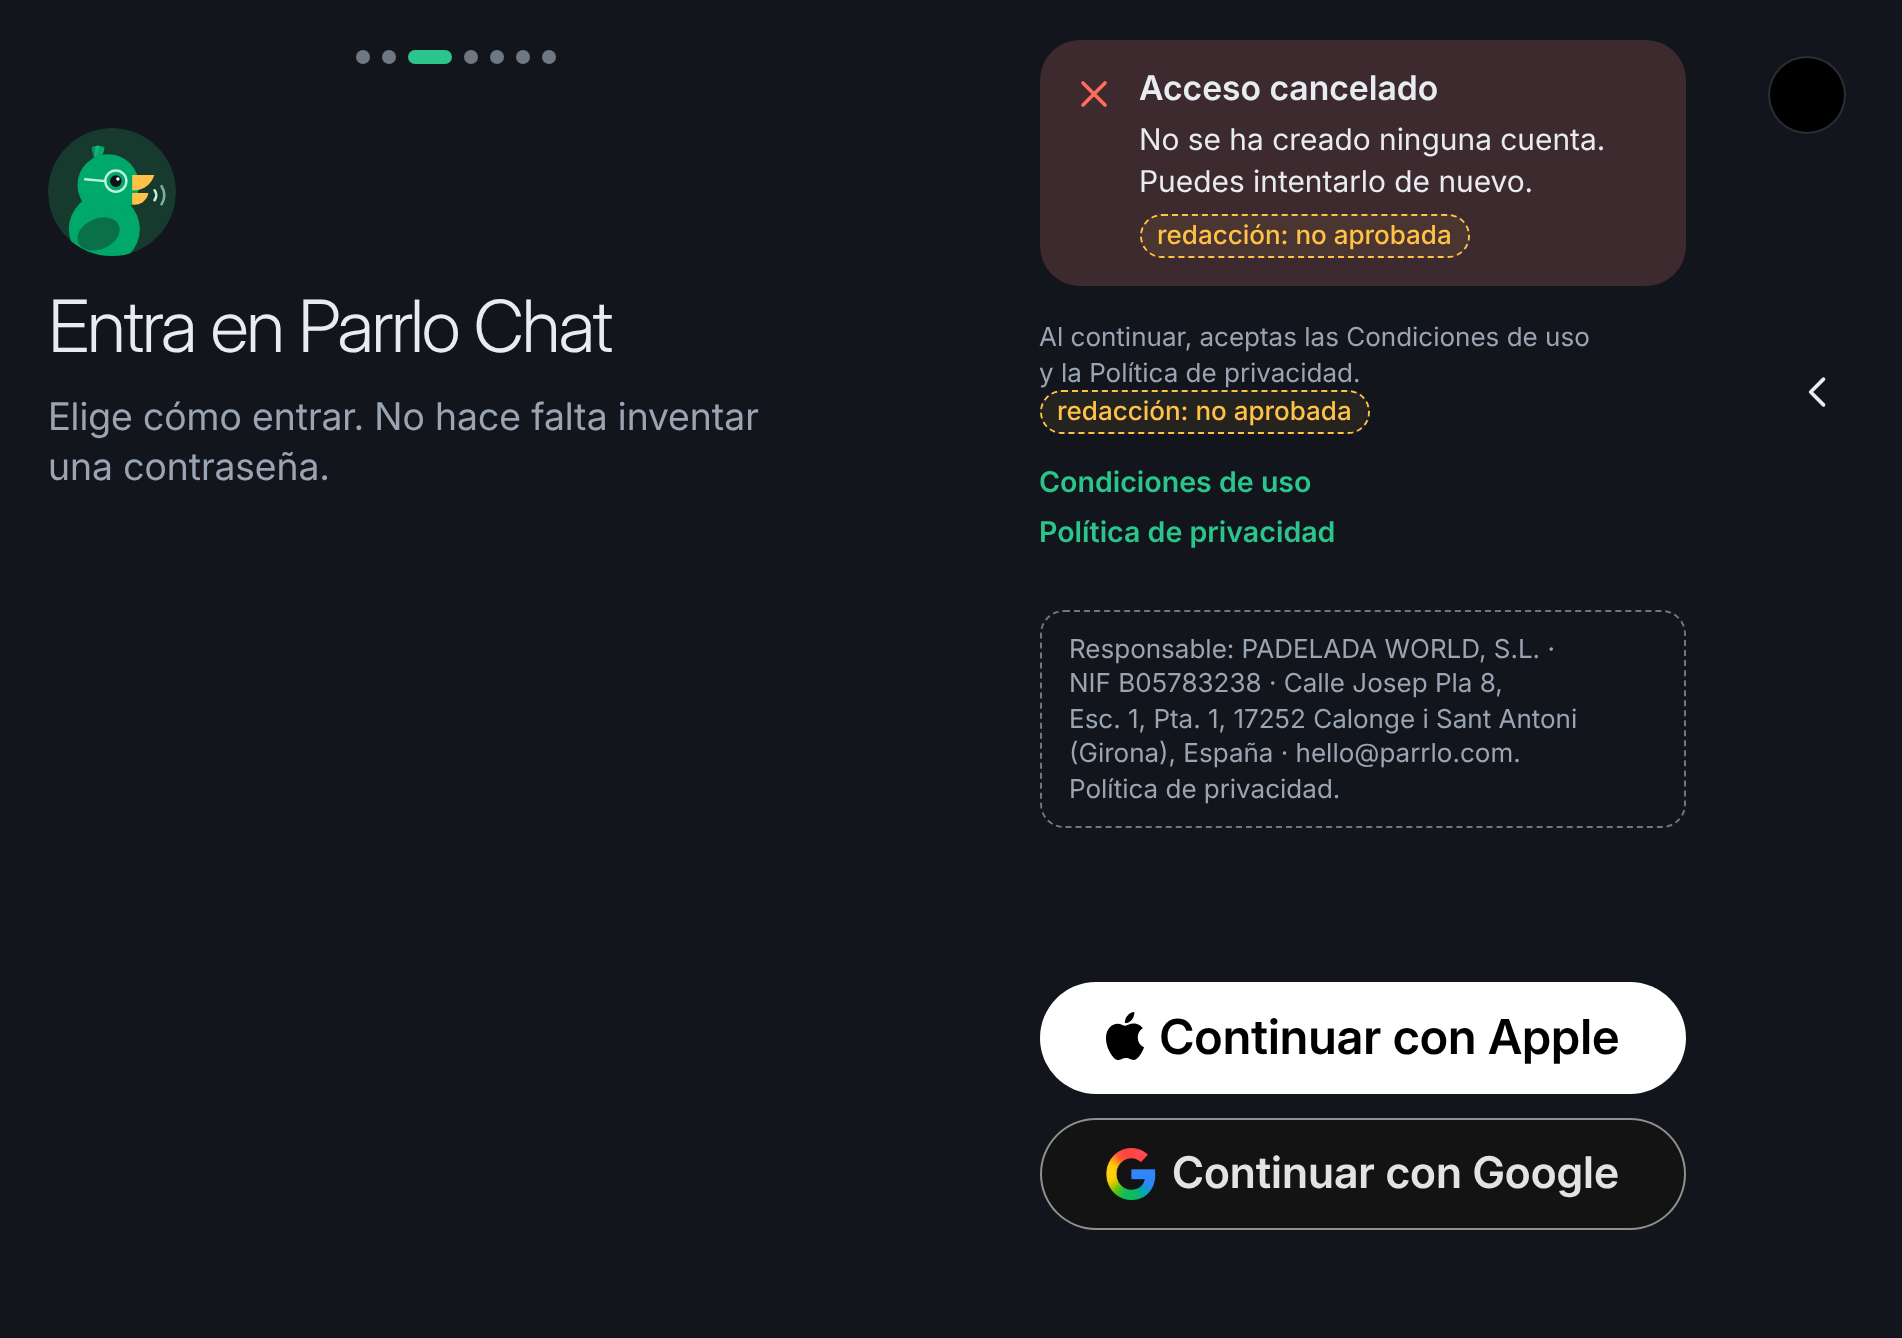 Entra en Parrlo Chat
Elige cómo entrar. No hace falta inventar
una contraseña.
Acceso cancelado
No se ha creado ninguna cuenta.
Puedes intentarlo de nuevo.
redacción: no aprobada
Al continuar, aceptas las Condiciones de uso
y la Política de privacidad.
redacción: no aprobada
Condiciones de uso
Política de privacidad
Responsable: PADELADA WORLD, S.L. ·
NIF B05783238 · Calle Josep Pla 8,
Esc. 1, Pta. 1, 17252 Calonge i Sant Antoni
(Girona), España · hello@parrlo.com.
Política de privacidad.
Continuar con Apple
Continuar con Google